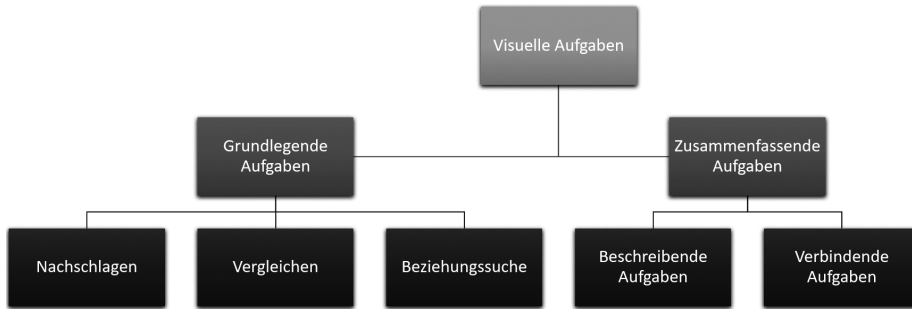 Visuelle Aufgaben
Grundlegende
Aufgaben
Zusammenfassende
Aufgaben
Nachschlagen
Vergleichen
Beziehungssuche
Beschreibende
Aufgaben
Verbindende
Aufgaben